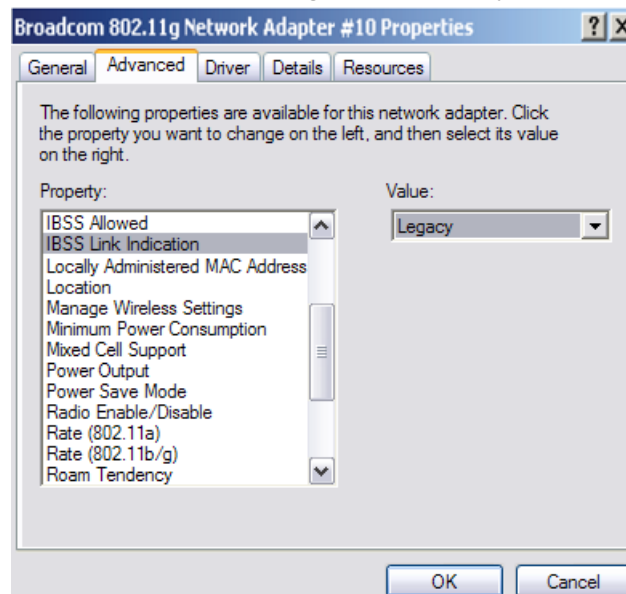 Broadcom 802.11g Network Adapter #10 Properties
General Advanced Driver Details Resources
The following properties are available for this network adapter. Click
the property you want to change on the left, and then select its value
on the right.
Property:
Value:
IBSS Allowed
IBSS Link Indication
Locally Administered MAC Address
Location
Manage Wireless Settings
Minimum Power Consumption
Mixed Cell Support
Power Output
Power Save Mode
Radio Enable/Disable
Rate (802.11a)
Rate (802.11b/g)
Roam Tendency
Legacy
OK Cancel